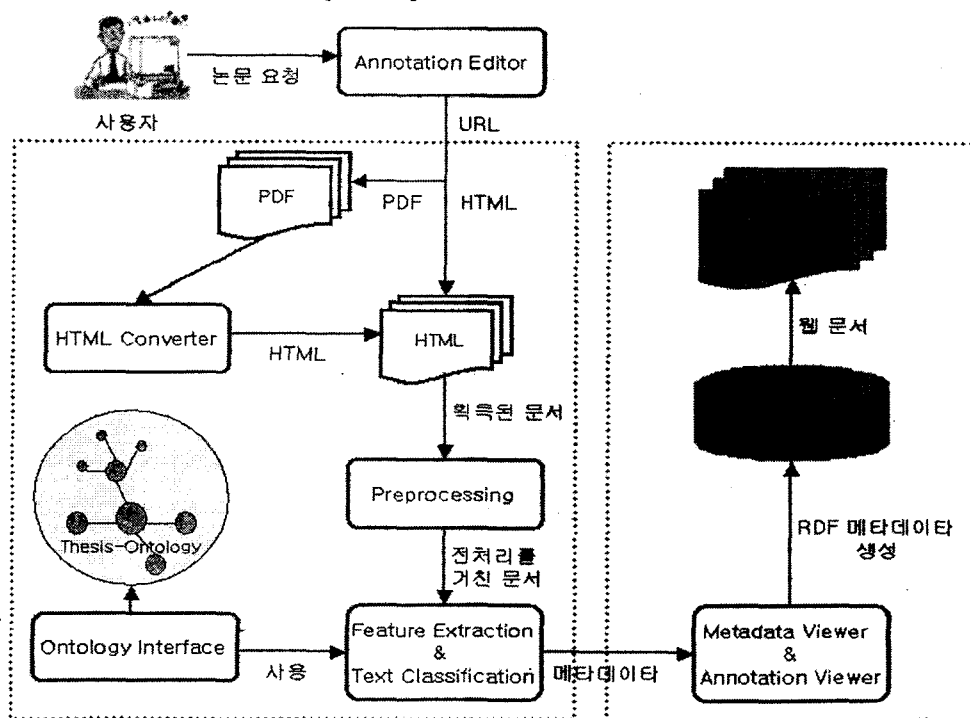 Annotation Editor
논문 요청
사용자
URL
PDF
PDF
HTML
HTML Converter
HTML
HTML
웹 문서
획득된 문서
Preprocessing
Thesis-Ontology
RDF 메타데이타
생성
전처리를
거친 문서
Ontology Interface
사용
Feature Extraction
&
Text Classification
메타데이타
Metadata Viewer
&
Annotation Viewer